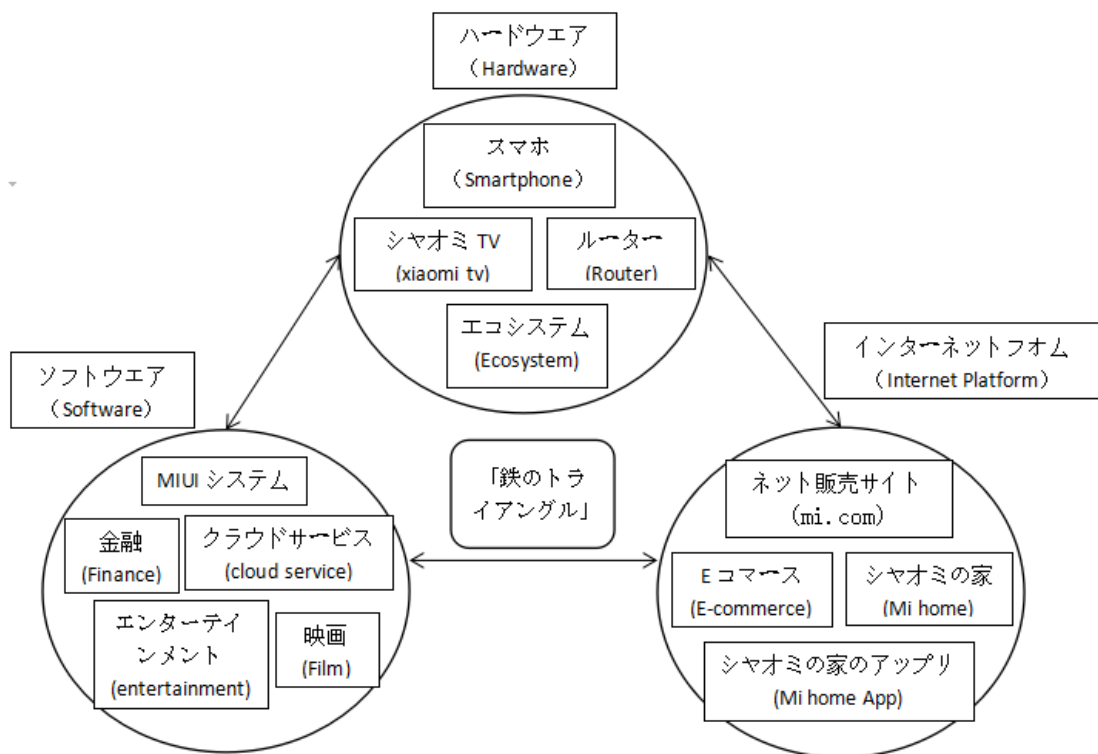 ハードウエア
（Hardware）
スマホ
（Smartphone）
シャオミ TV
(xiaomi tv)
ルーター
(Router)
エコシステム
(Ecosystem)
ソフトウエア
（Software）
インターネットフオム
（Internet Platform）
MIUI システム
金融
(Finance)
クラウドサービス
(cloud service)
エンターテイ
ンメント
(entertainment)
映画
(Film)
「鉄のトラ
イアングル」
ネット販売サイト
(mi.com)
E コマース
(E-commerce)
シャオミの家
(Mi home)
シャオミの家のアップリ
(Mi home App)